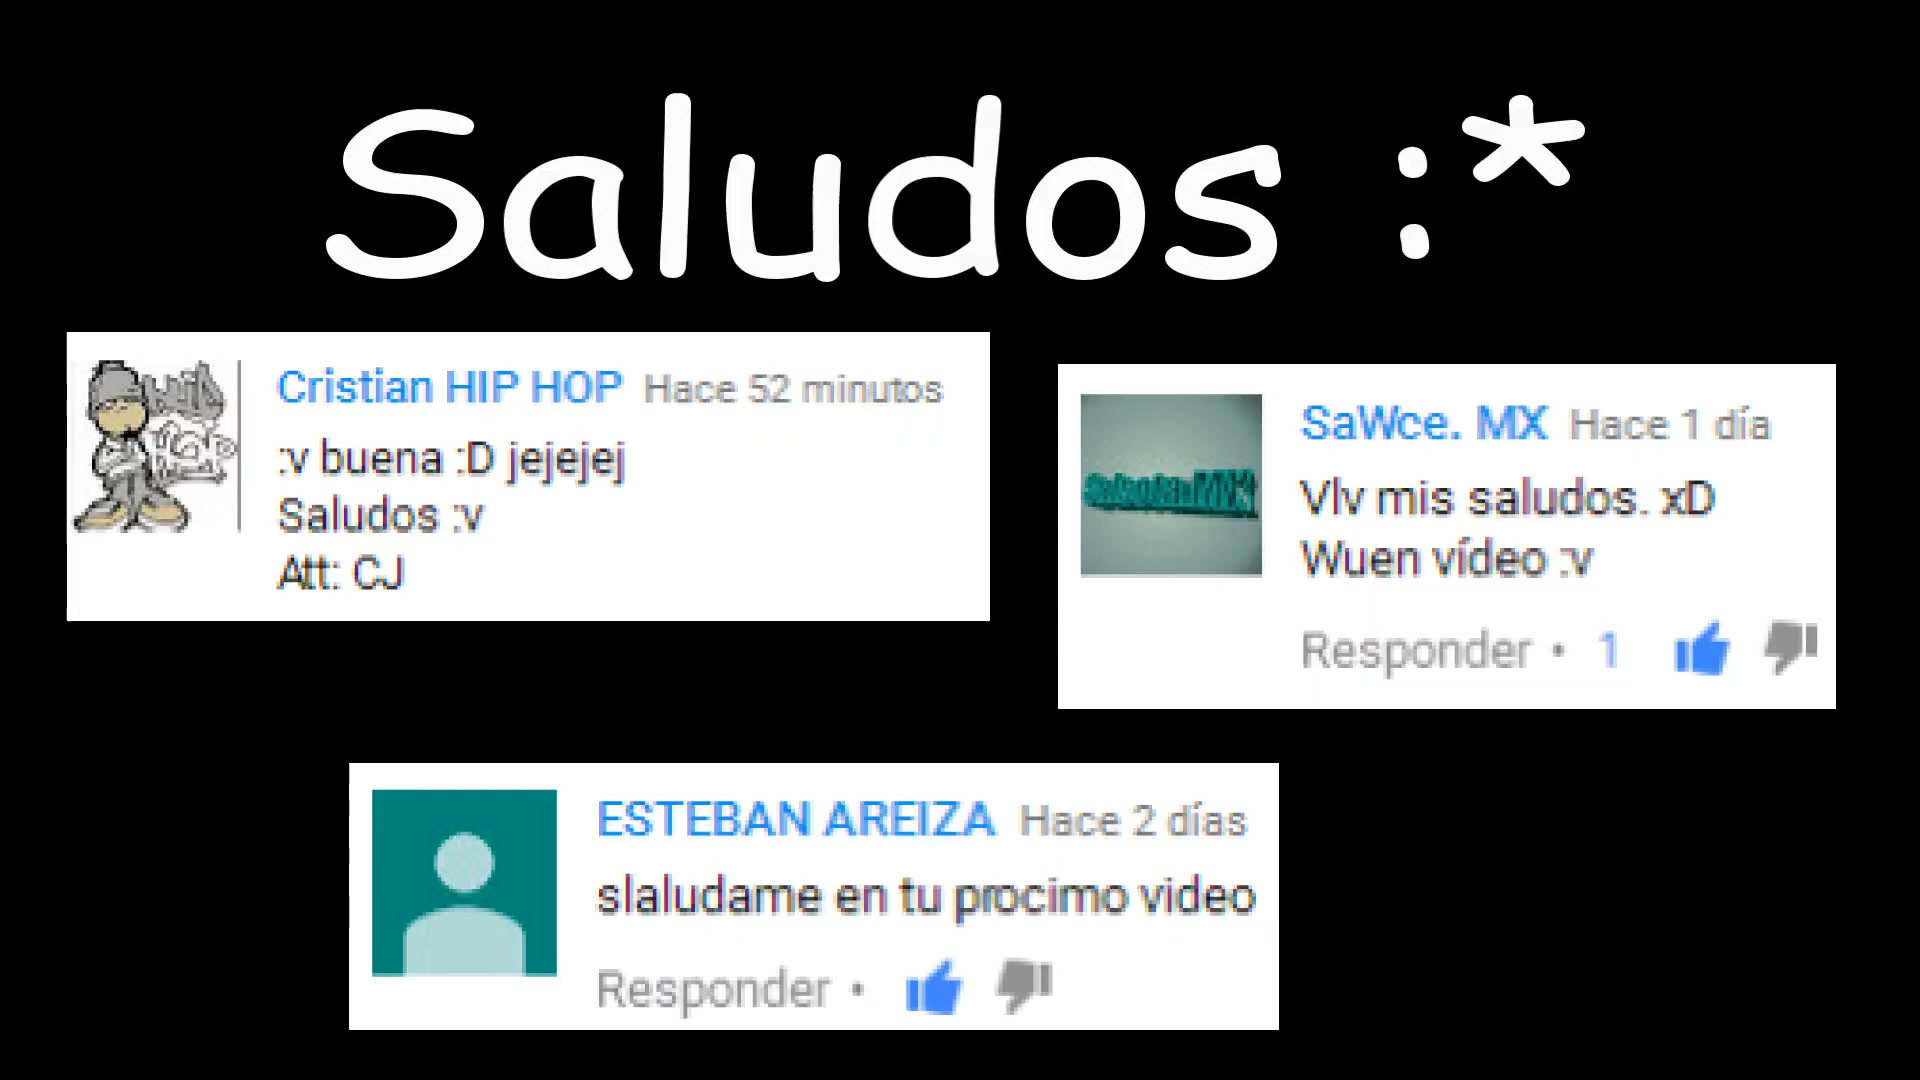 Saludos :*
Cristian HIP HOP Hace 52 minutos
:v buena :D jejejej
Saludos :v
Att: CJ
SaWce. MX Hace 1 día
Vlv mis saludos. xD
Wuen vídeo :v
Responder • 1
ESTEBAN AREIZA Hace 2 días
slaludame en tu procimo video
Responder •